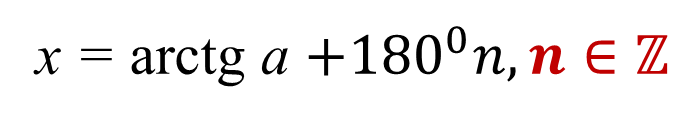 x = arctg a +180⁰n, n ∈ ℤ